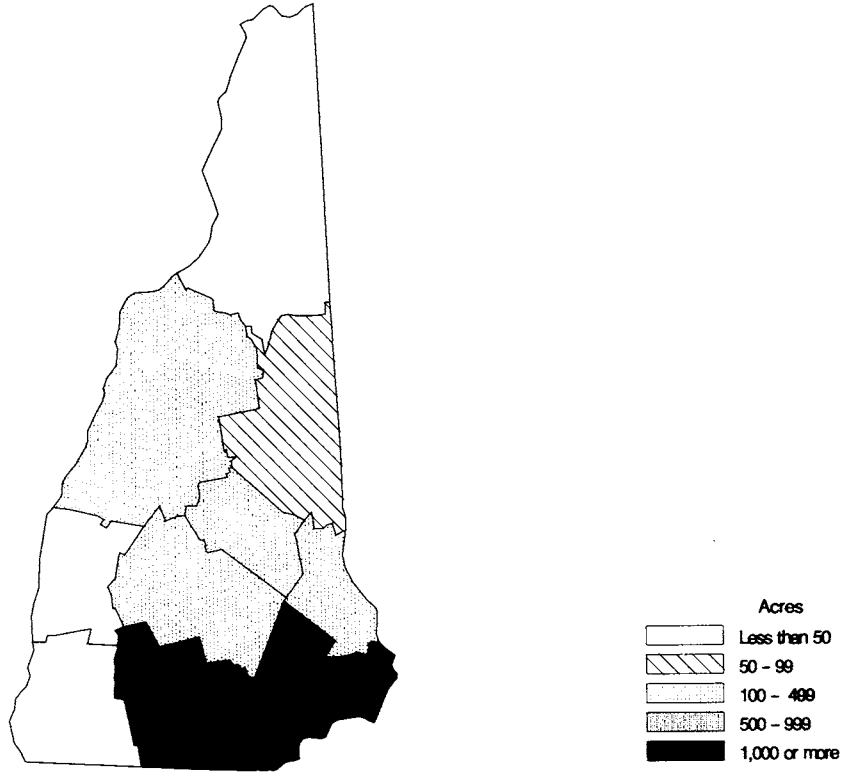 Acres
Less than 50
50 - 99
100 - 499
500 - 999
1,000 or more